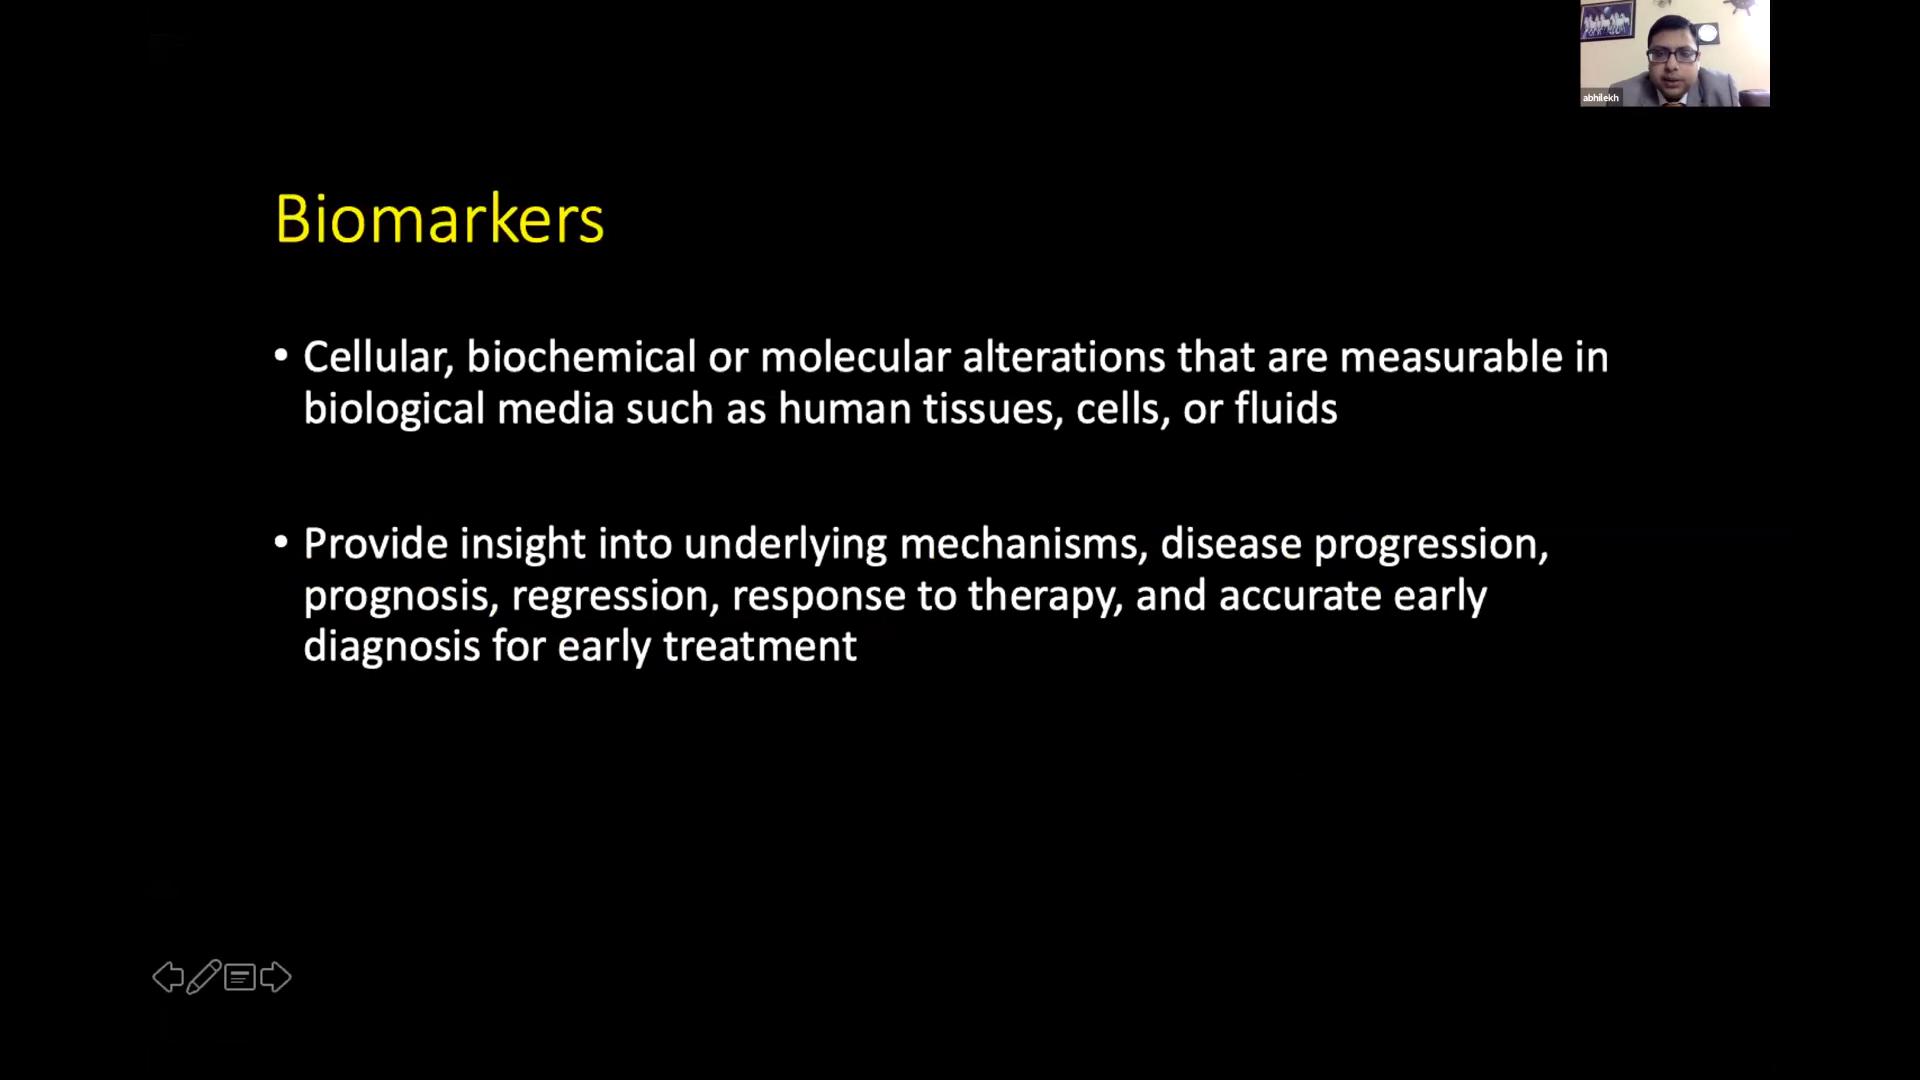 abhilekh
Biomarkers
• Cellular, biochemical or molecular alterations that are measurable in
biological media such as human tissues, cells, or fluids
• Provide insight into underlying mechanisms, disease progression,
prognosis, regression, response to therapy, and accurate early
diagnosis for early treatment